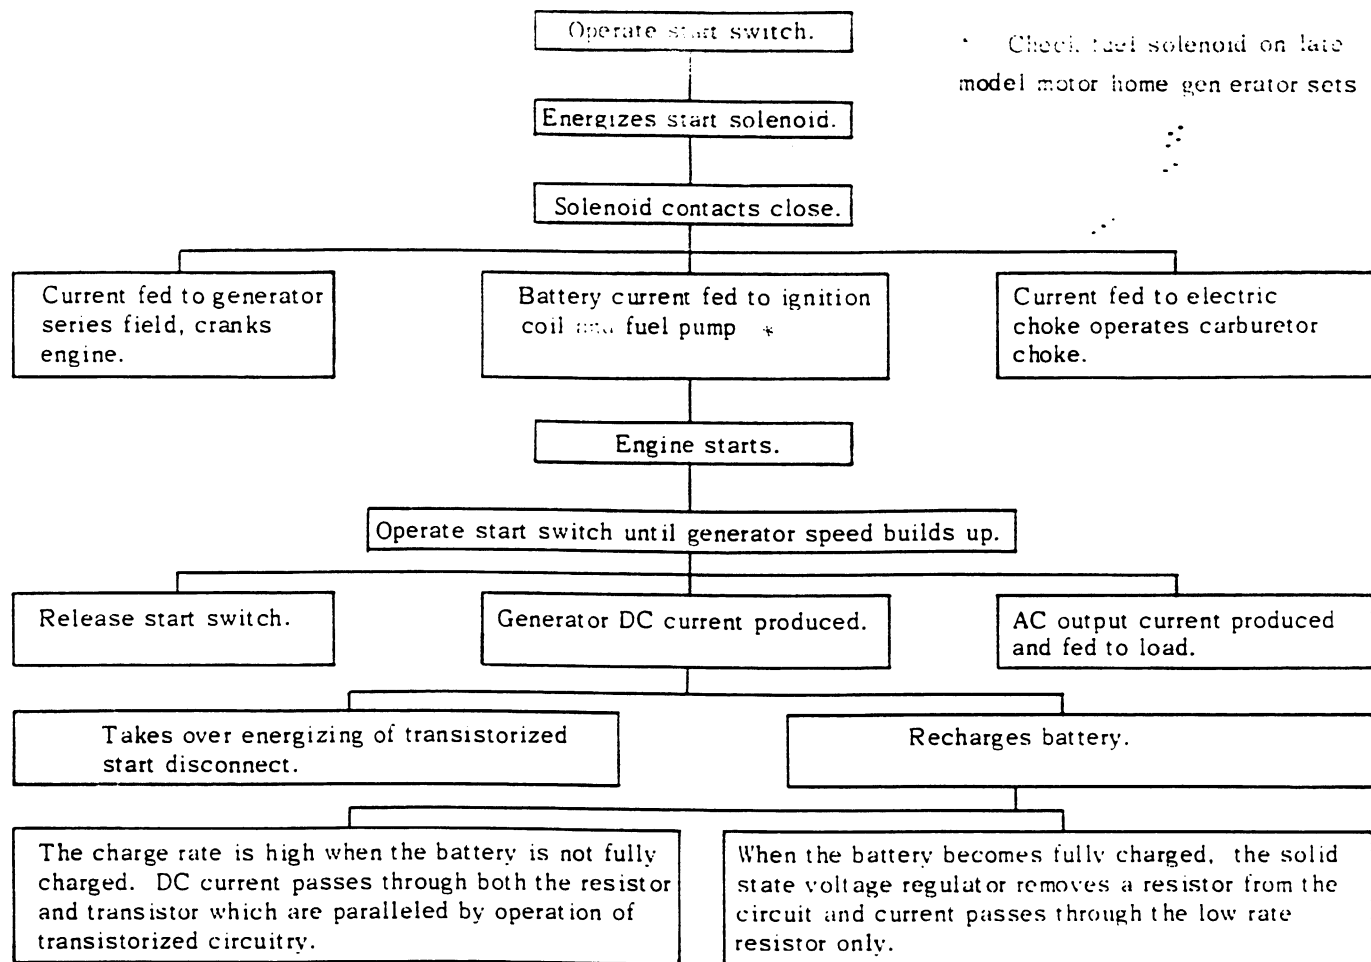 Operate start switch.
* Check fuel solenoid on late
model motor home gen erator sets
Energizes start solenoid.
Solenoid contacts close.
Current fed to generator
series field, cranks
engine.
Battery current fed to ignition
coil and fuel pump *
Current fed to electric
choke operates carburetor
choke.
Engine starts.
Operate start switch until generator speed builds up.
Release start switch.
Generator DC current produced.
AC output current produced
and fed to load.
Takes over energizing of transistorized
start disconnect.
Recharges battery.
The charge rate is high when the battery is not fully
charged. DC current passes through both the resistor
and transistor which are paralleled by operation of
transistorized circuitry.
When the battery becomes fully charged, the solid
state voltage regulator removes a resistor from the
circuit and current passes through the low rate
resistor only.